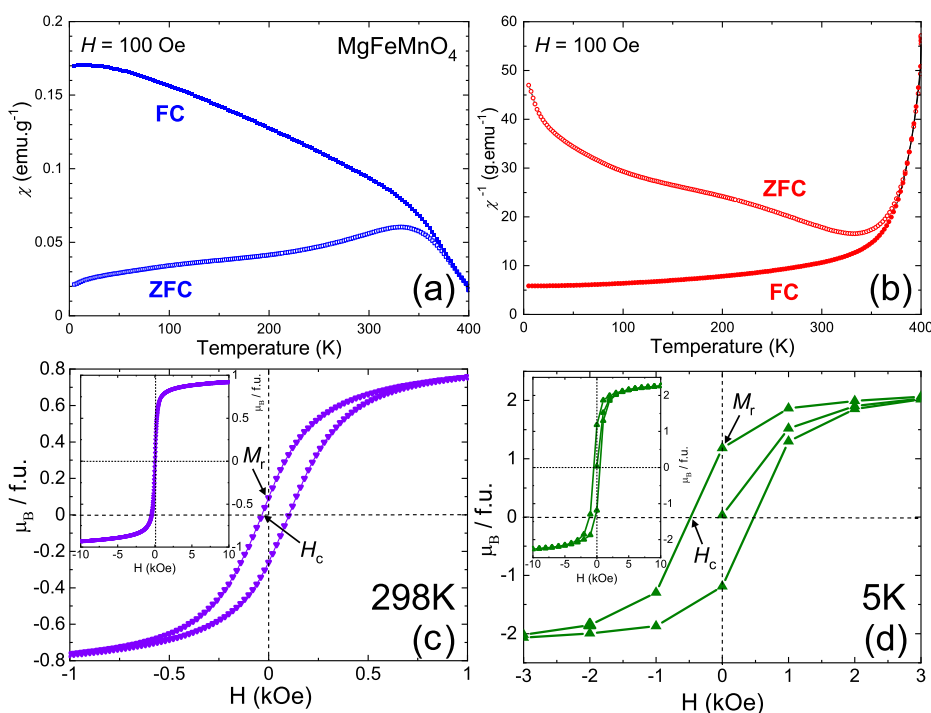 H = 100 Oe
MgFeMnO4
FC
ZFC
(a)
χ (emu.g-1)
0.2
0.15
0.1
0.05
0
0
100
200
300
400
Temperature (K)
H = 100 Oe
ZFC
FC
(b)
χ-1 (g.emu-1)
60
50
40
30
20
10
0
0
100
200
300
400
Temperature (K)
μB / f.u.
0.8
0.6
0.4
0.2
0
-0.2
-0.4
-0.6
-0.8
-1
-0.5
0
0.5
1
H (kOe)
Mr
Hc
298K
(c)
1
0.5
0
-0.5
-1
μB / f.u.
-10
-5
0
5
10
H (kOe)
μB / f.u.
2
1
0
-1
-2
-3
-2
-1
0
1
2
3
H (kOe)
Mr
Hc
5K
(d)
2
1
0
-1
-2
μB / f.u.
-10
-5
0
5
10
H (kOe)